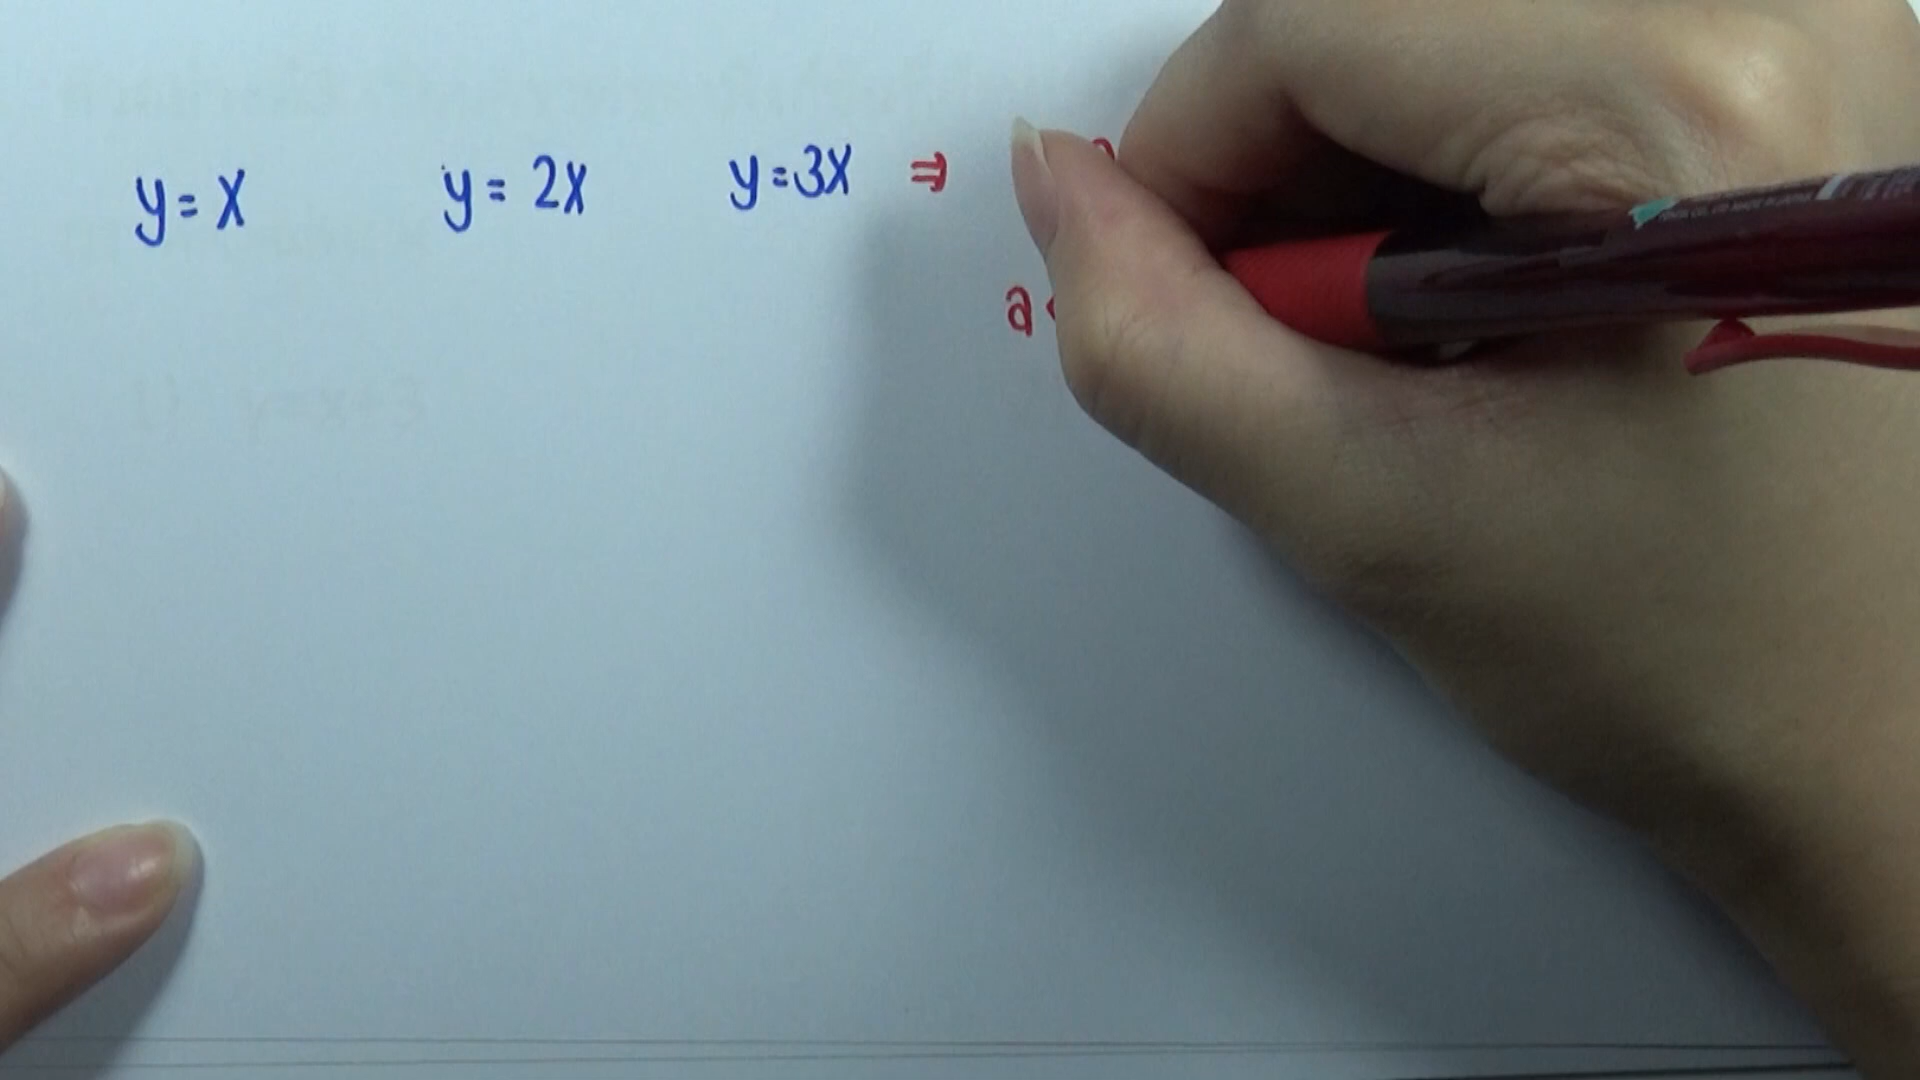 y = x y = 2x y = 3x ⇒
a